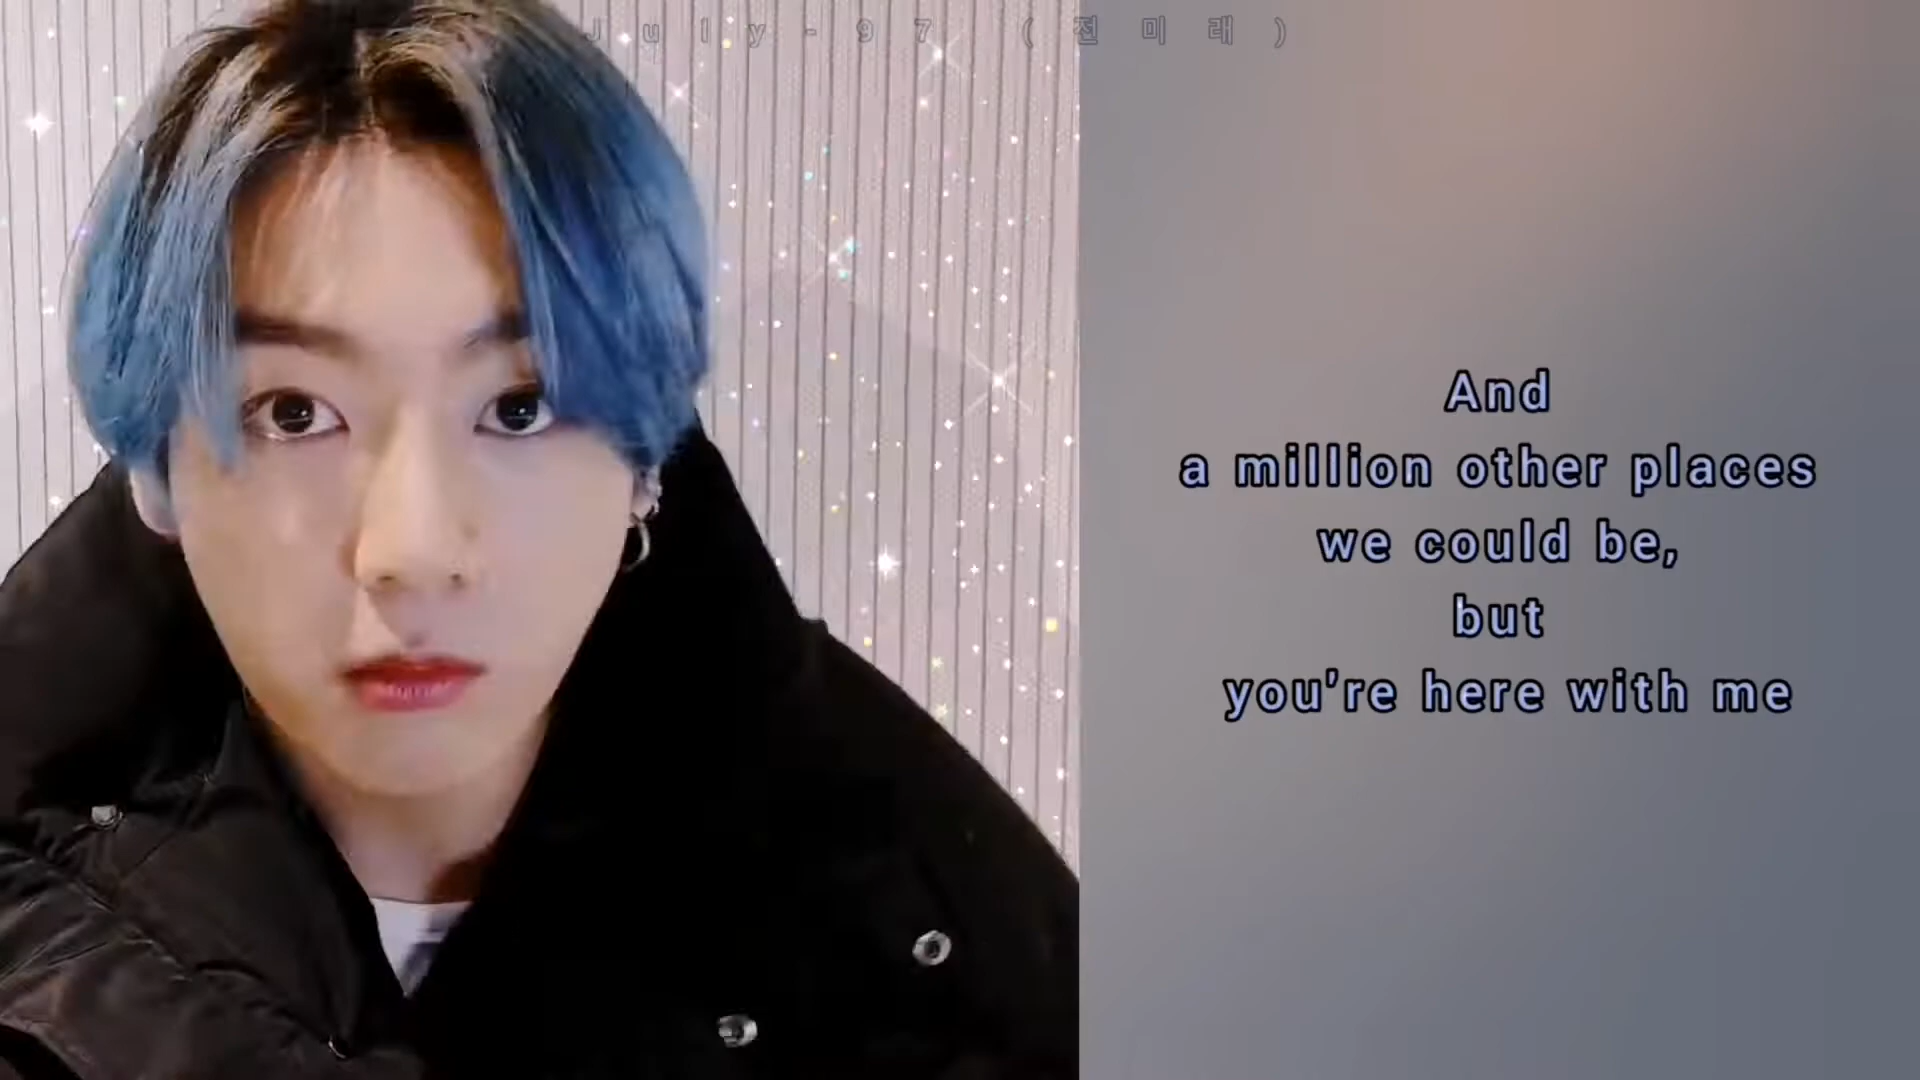 July-97 (전미래)
And
a million other places
we could be,
but
you're here with me